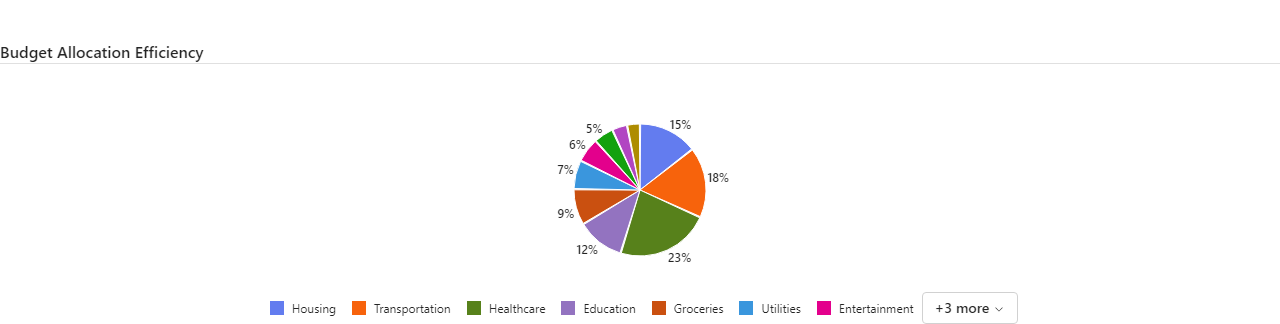 Budget Allocation Efficiency
15%
18%
23%
12%
9%
7%
6%
5%
Housing
Transportation
Healthcare
Education
Groceries
Utilities
Entertainment
+3 more